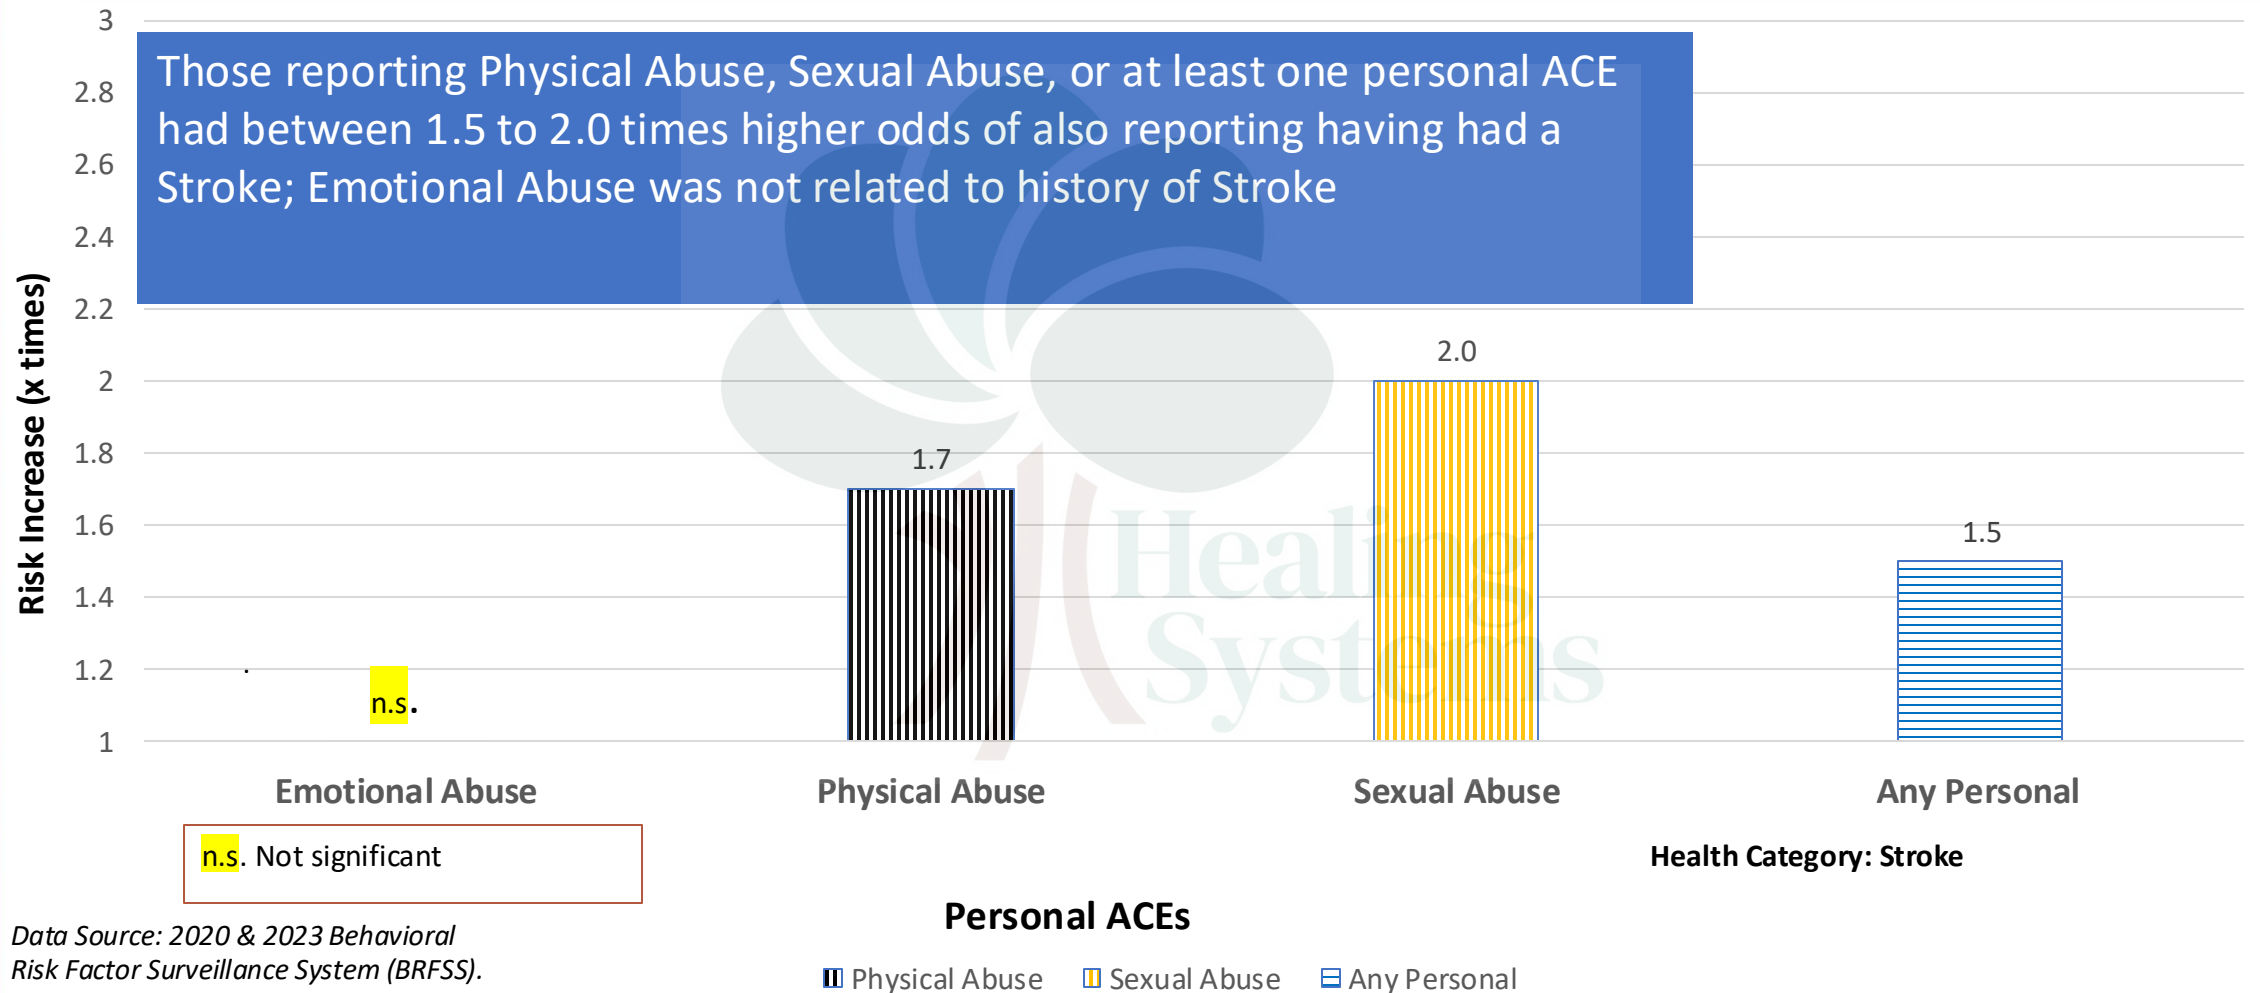 3
2.8
2.6
2.4
2.2
2
1.8
1.6
1.4
1.2
1
Risk Increase (x times)
Those reporting Physical Abuse, Sexual Abuse, or at least one personal ACE
had between 1.5 to 2.0 times higher odds of also reporting having had a
Stroke; Emotional Abuse was not related to history of Stroke
n.s.
1.7
2.0
1.5
Healing
Systems
Emotional Abuse
Physical Abuse
Sexual Abuse
Any Personal
n.s. Not significant
Health Category: Stroke
Personal ACEs
Data Source: 2020 & 2023 Behavioral
Risk Factor Surveillance System (BRFSS).
Physical Abuse Sexual Abuse Any Personal